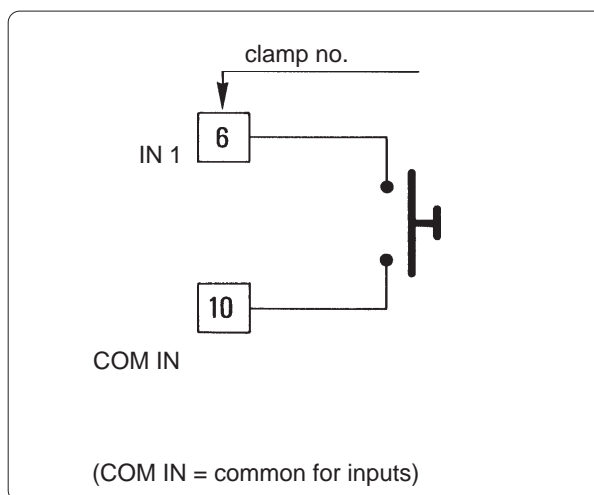 clamp no.
6
IN 1
10
COM IN
(COM IN = common for inputs)